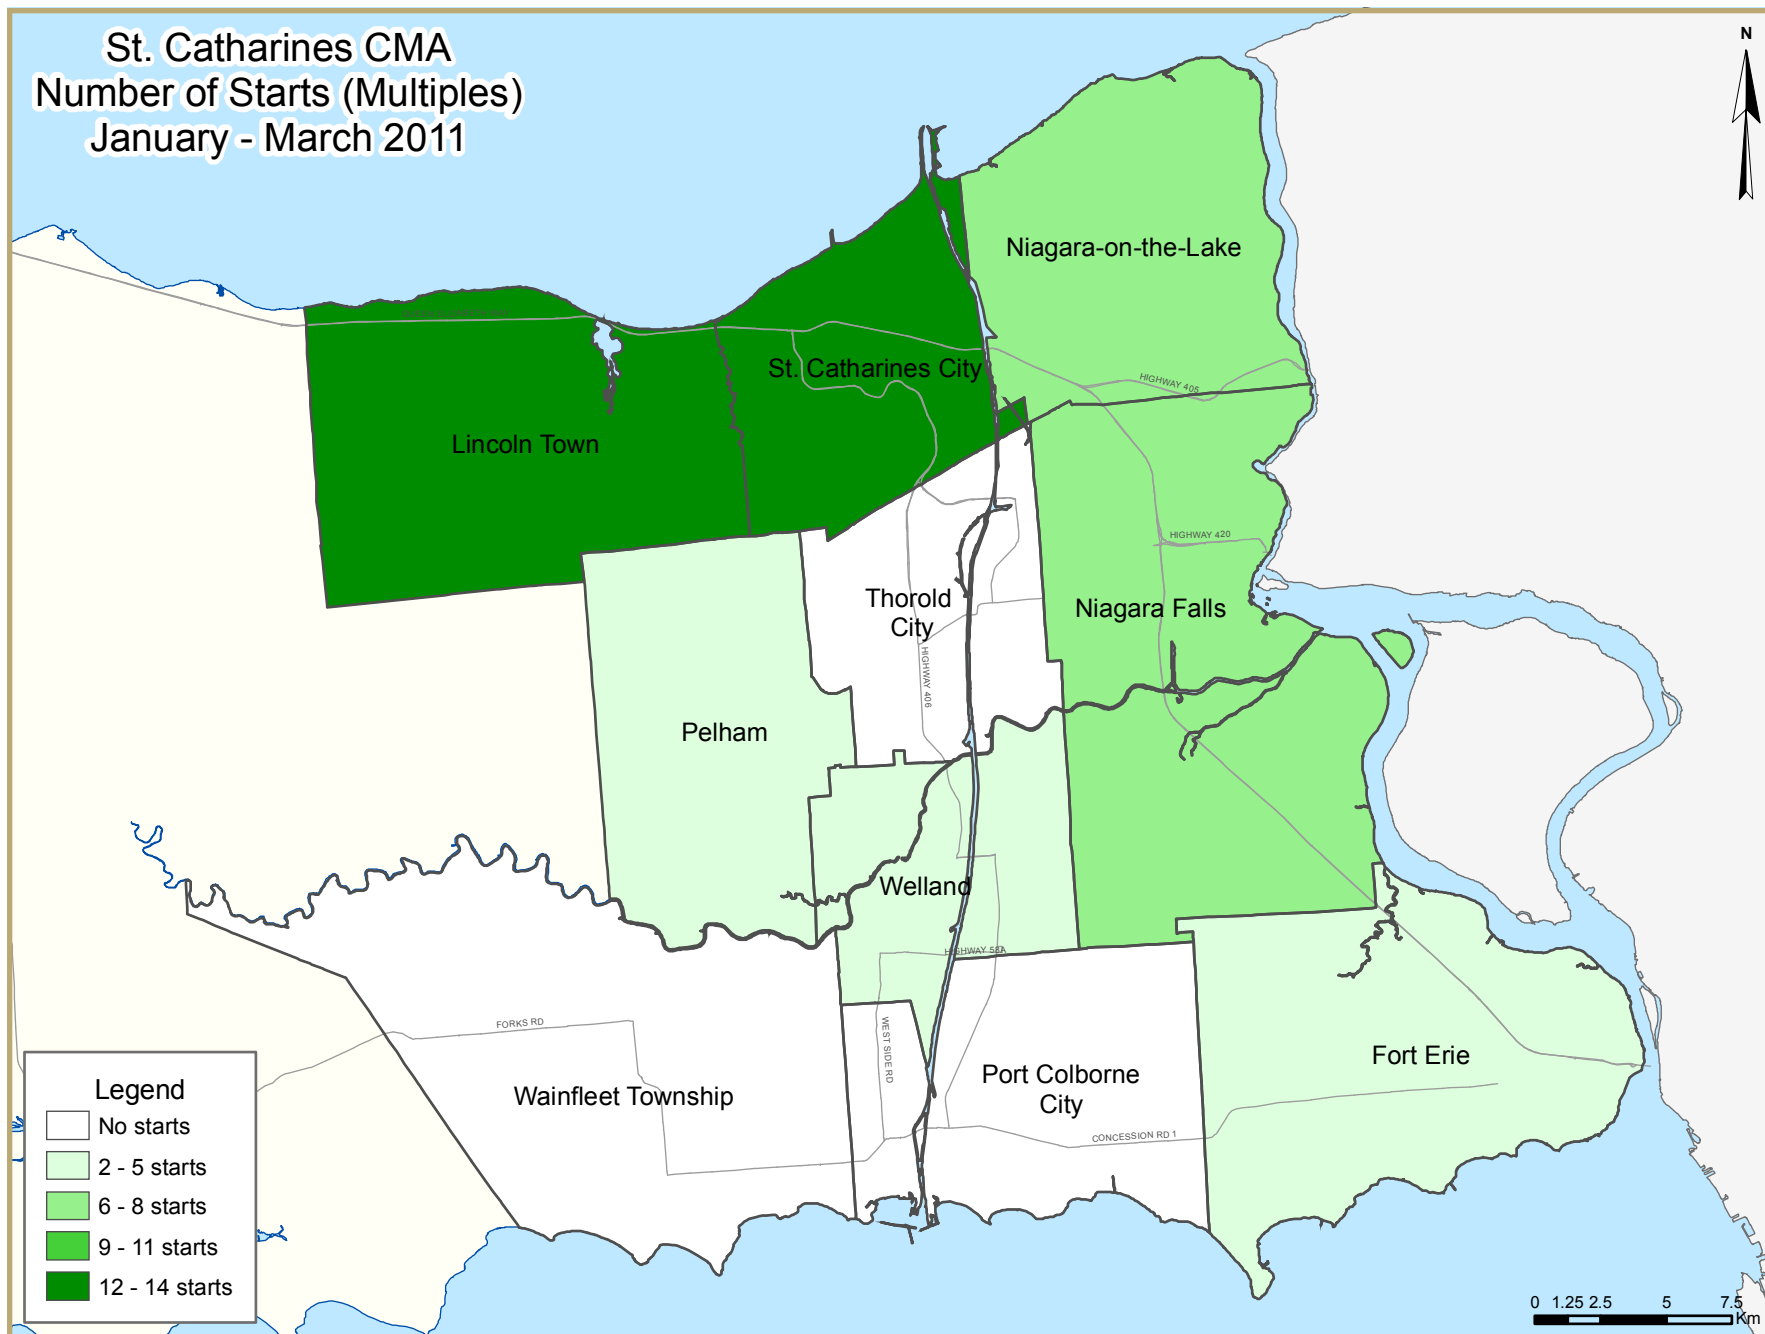 St. Catharines CMA
Number of Starts (Multiples)
January - March 2011
N
Niagara-on-the-Lake
St. Catharines City
HIGHWAY 405
Lincoln Town
HIGHWAY 420
Thorold
City
Niagara Falls
HIGHWAY 406
Pelham
Welland
HIGHWAY 58A
FORKS RD
WEST SIDE RD
Fort Erie
Wainfleet Township
Port Colborne
City
CONCESSION RD 1
Legend
No starts
2 - 5 starts
6 - 8 starts
9 - 11 starts
12 - 14 starts
0 1.25 2.5 5 7.5
Km